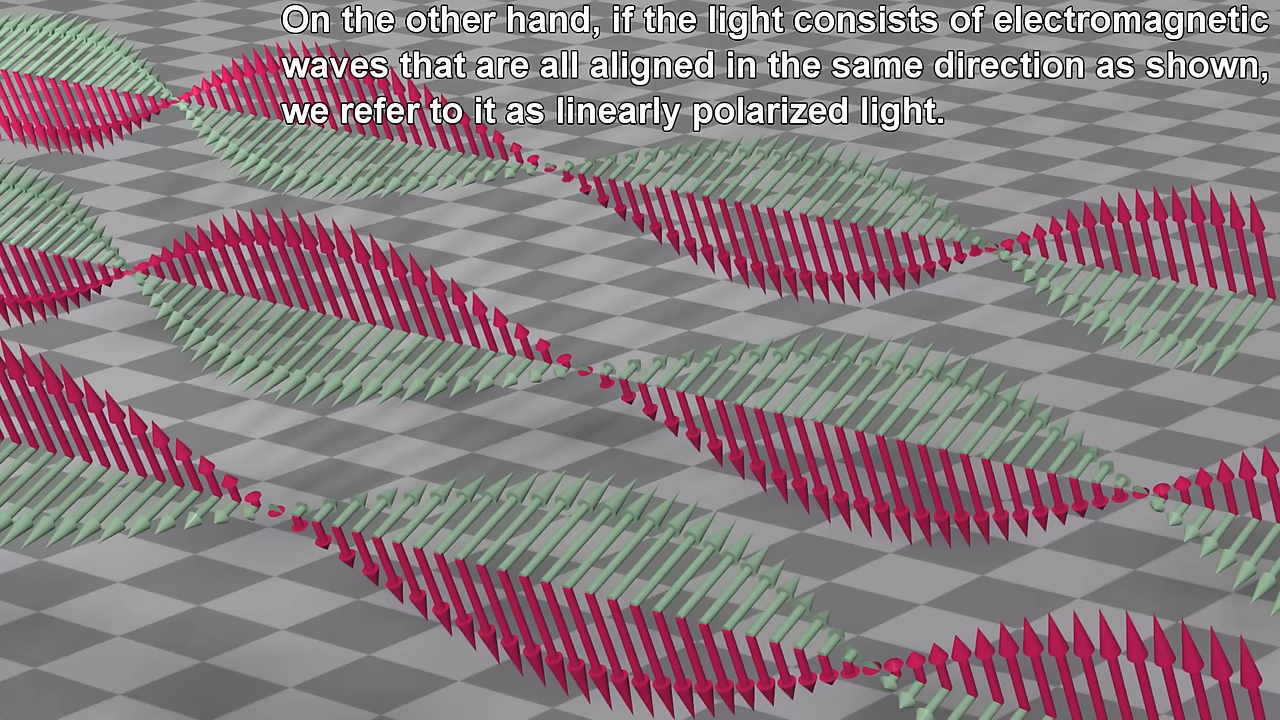 On the other hand, if the light consists of electromagnetic
waves that are all aligned in the same direction as shown,
we refer to it as linearly polarized light.